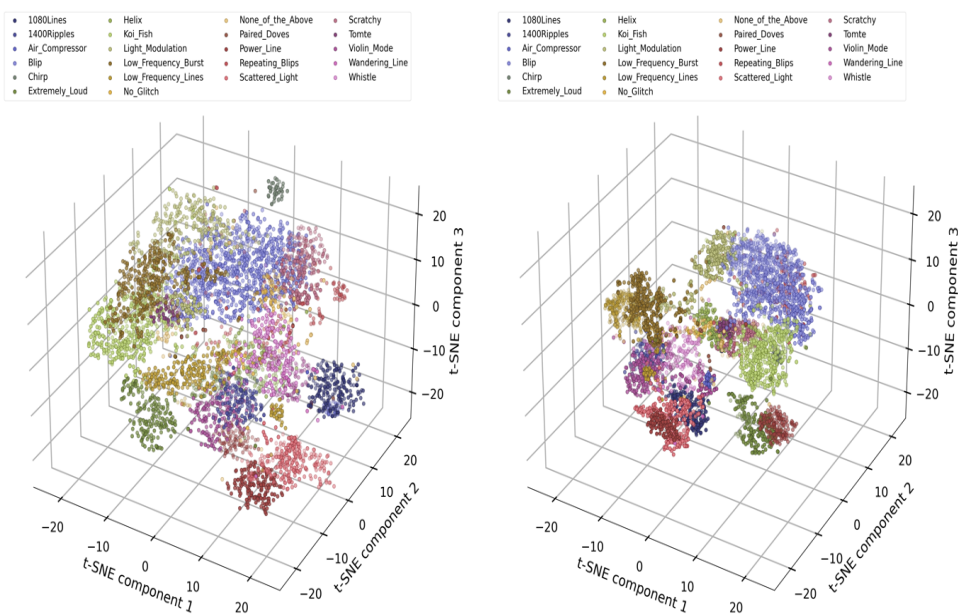 1080Lines Helix None_of_the_Above Scratchy
1400Ripples Koi_Fish Paired_Doves Tomte
Air_Compressor Light_Modulation Power_Line Violin_Mode
Blip Low_Frequency_Burst Repeating_Blips Wandering_Line
Chirp Low_Frequency_Lines Scattered_Light Whistle
Extremely_Loud No_Glitch
20
10
0
−10
−20
t-SNE component 3
20
10
0
−10
−20
t-SNE component 2
−20
−10
0
10
20
t-SNE component 1
1080Lines Helix None_of_the_Above Scratchy
1400Ripples Koi_Fish Paired_Doves Tomte
Air_Compressor Light_Modulation Power_Line Violin_Mode
Blip Low_Frequency_Burst Repeating_Blips Wandering_Line
Chirp Low_Frequency_Lines Scattered_Light Whistle
Extremely_Loud No_Glitch
20
10
0
−10
−20
t-SNE component 3
20
10
0
−10
−20
t-SNE component 2
−20
−10
0
10
20
t-SNE component 1